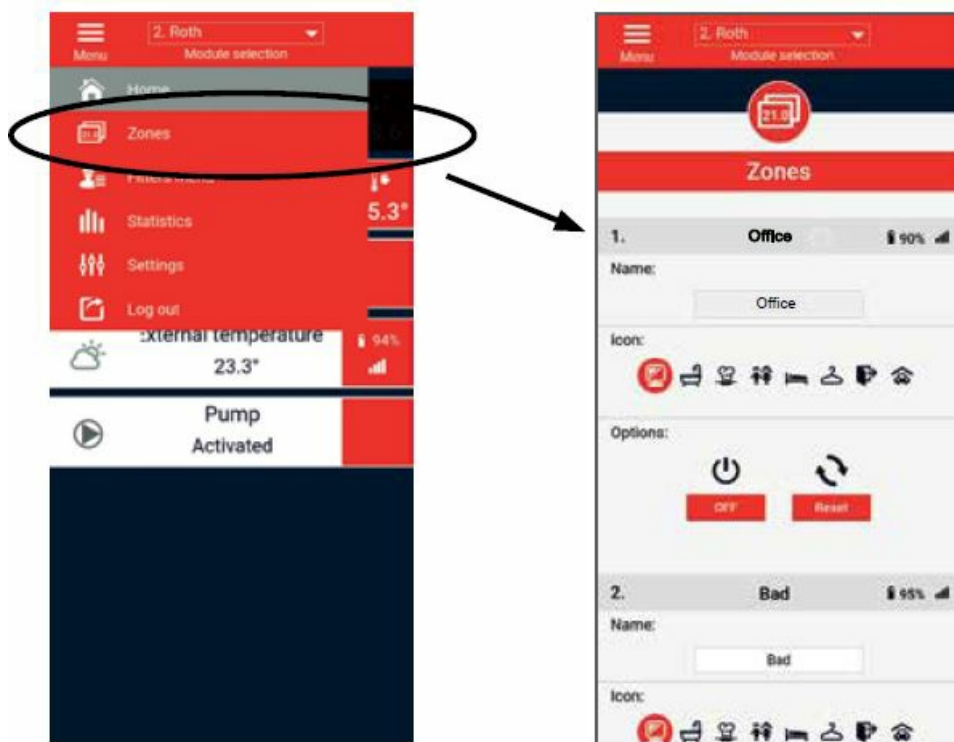 2. Roth
Menu
Module selection
Home
Zones
5.3°
Statistics
Settings
Log out
External temperature
94%
23.3°
Pump
Activated
2. Roth
Menu
Module selection
21.0
Zones
1. Office 90%
Name:
Office
Icon:
Options:
OFF
Reset
2. Bad 95%
Name:
Bad
Icon: